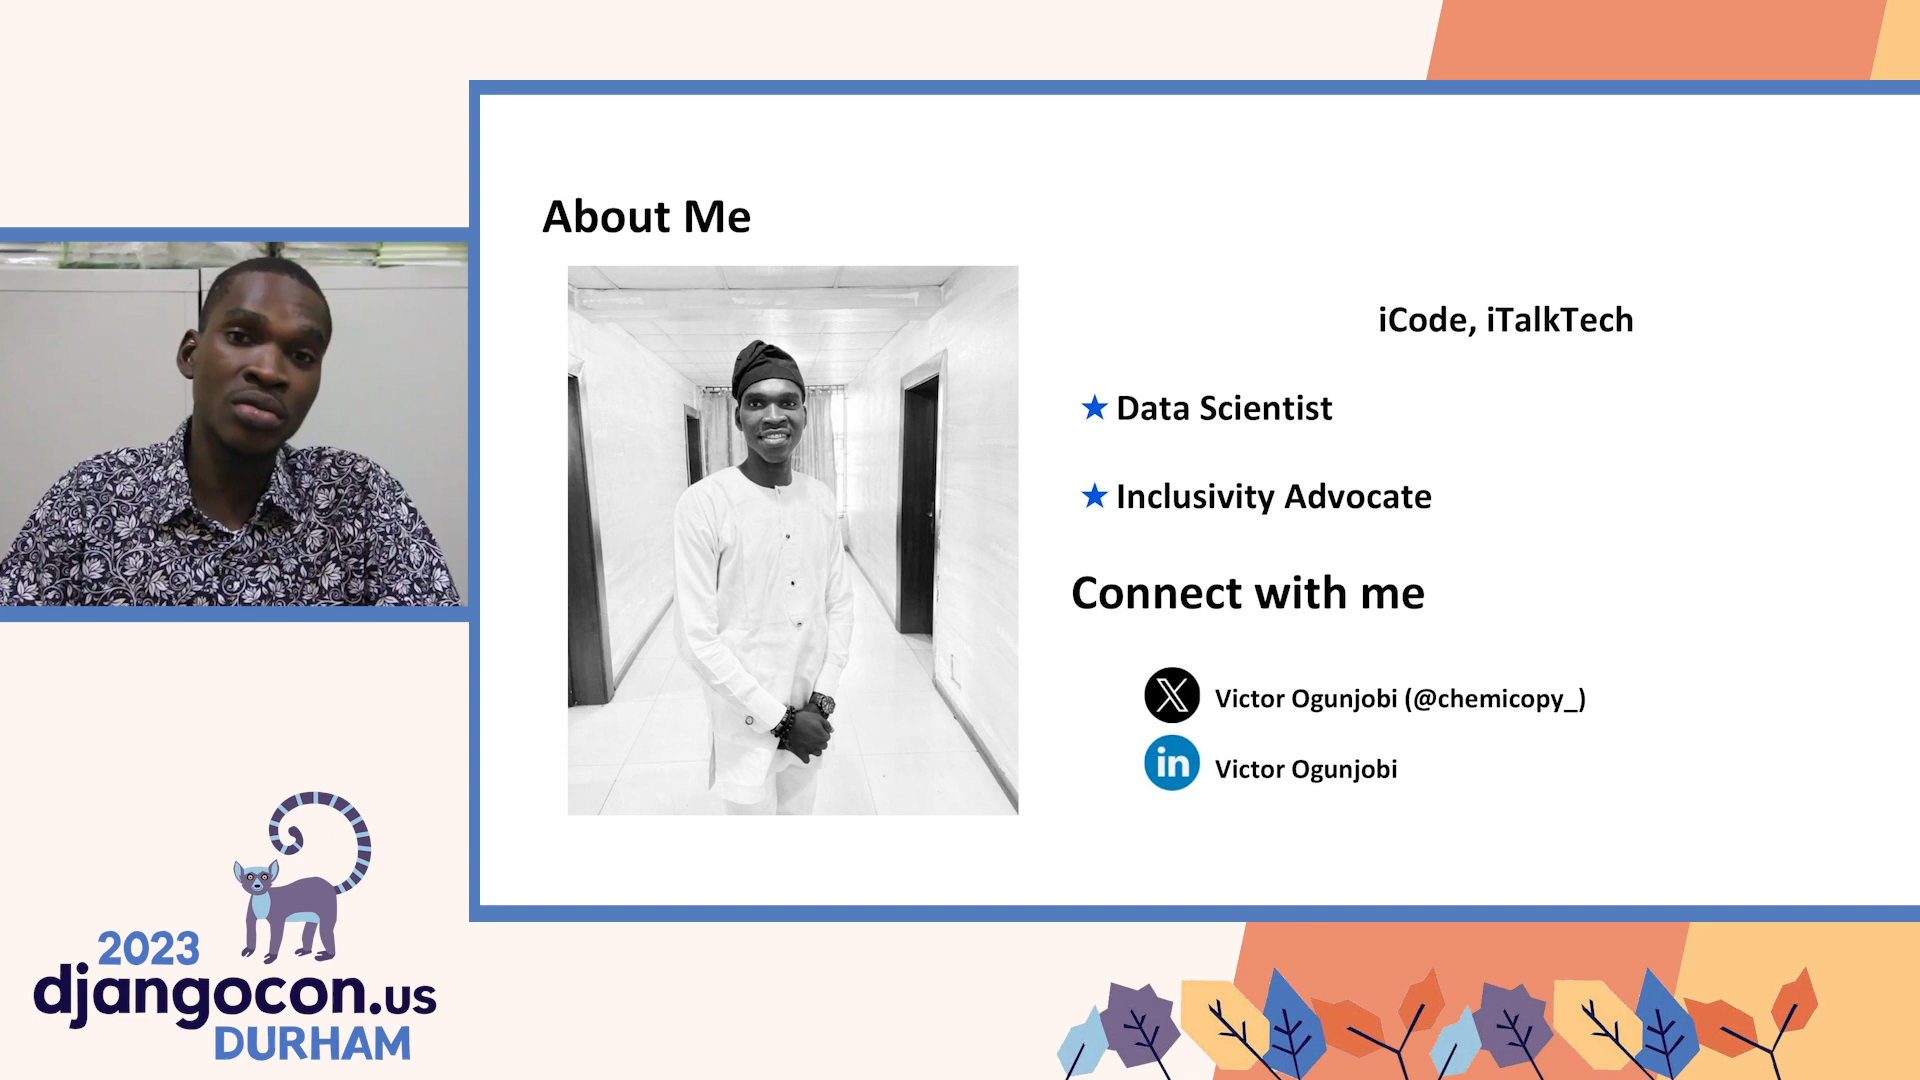 About Me
iCode, iTalkTech
★ Data Scientist
★ Inclusivity Advocate
Connect with me
Victor Ogunjobi (@chemicopy_)
in Victor Ogunjobi
2023
djangocon.us
DURHAM